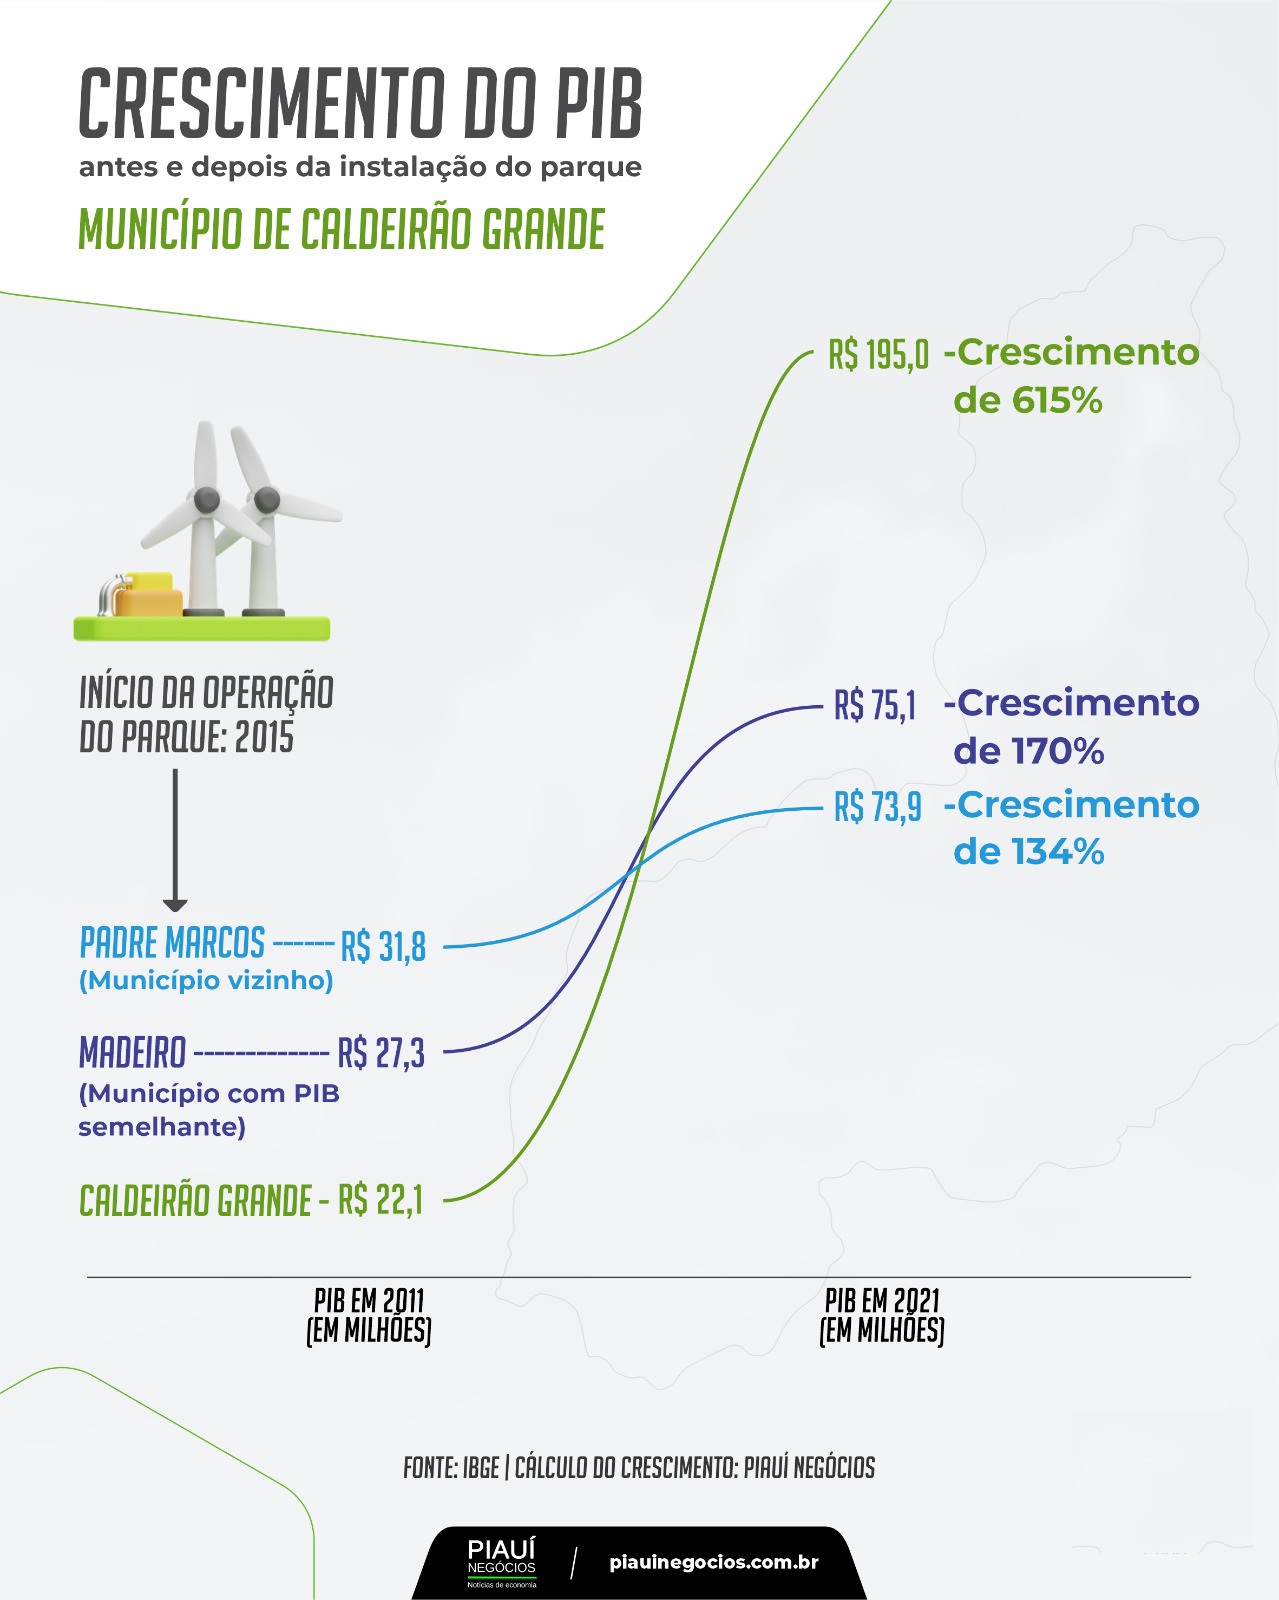 CRESCIMENTO DO PIB
antes e depois da instalação do parque
MUNICÍPIO DE CALDEIRÃO GRANDE
R$ 195,0 -Crescimento
de 615%
INÍCIO DA OPERAÇÃO
DO PARQUE: 2015
R$ 75,1 -Crescimento
de 170%
R$ 73,9 -Crescimento
de 134%
PADRE MARCOS ------ R$ 31,8
(Município vizinho)
MADEIRO ------------- R$ 27,3
(Município com PIB
semelhante)
CALDEIRÃO GRANDE - R$ 22,1
PIB EM 2011
(EM MILHÕES)
PIB EM 2021
(EM MILHÕES)
FONTE: IBGE | CÁLCULO DO CRESCIMENTO: PIAUÍ NEGÓCIOS
PIAUÍ
NEGÓCIOS
Notícias de economia
piauinegocios.com.br